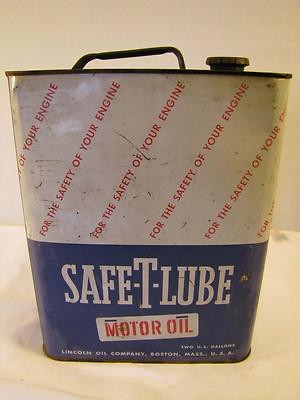 FOR THE SAFETY OF YOUR ENGINE
FOR THE SAFETY OF YOUR ENGINE
FOR THE SAFETY OF YOUR ENGINE
FOR THE SAFETY OF YOUR ENGINE
SAFE-T-LUBE
MOTOR OIL
TWO U.S. GALLONS
LINCOLN OIL COMPANY, BOSTON, MASS., U.S.A.